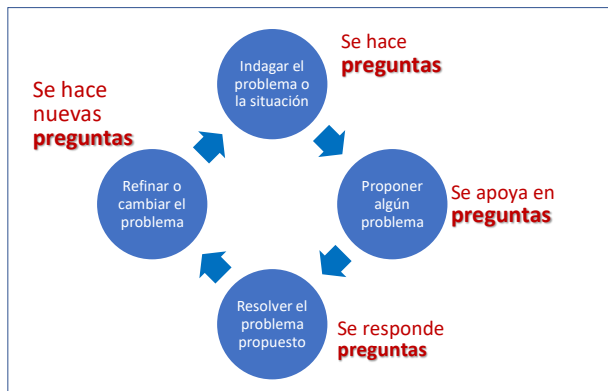 Indagar el
problema o
la situación
Se hace
preguntas
Proponer
algún
problema
Se apoya en
preguntas
Resolver el
problema
propuesto
Se responde
preguntas
Refinar o
cambiar el
problema
Se hace
nuevas
preguntas